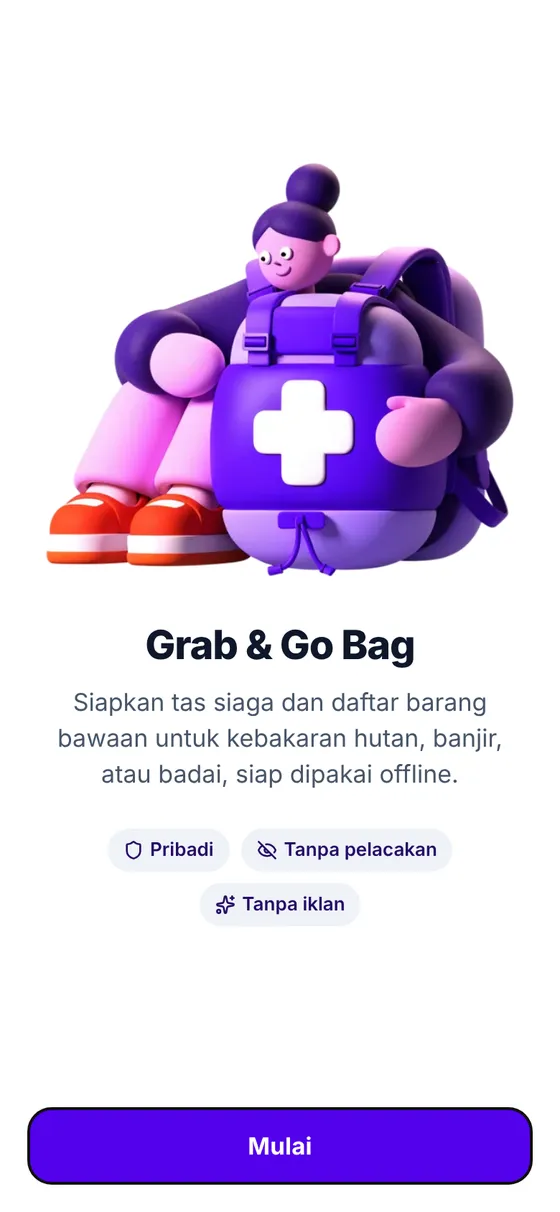 Grab & Go Bag
Siapkan tas siaga dan daftar barang
bawaan untuk kebakaran hutan, banjir,
atau badai, siap dipakai offline.
Pribadi
Tanpa pelacakan
Tanpa iklan
Mulai